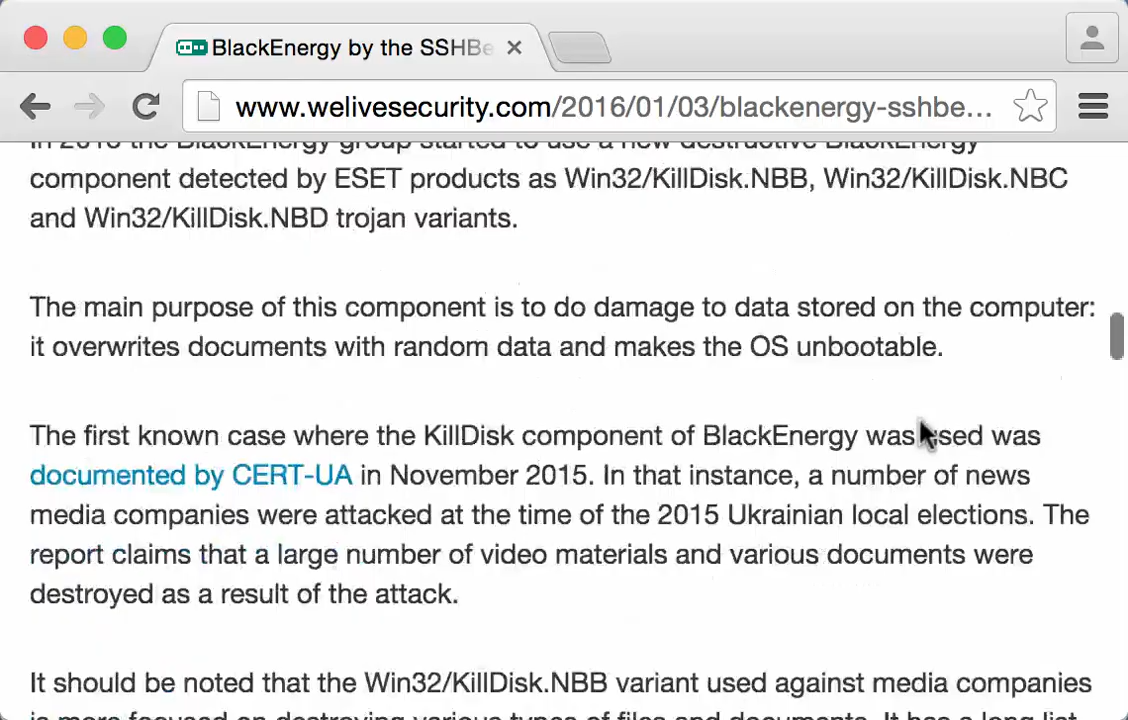 BlackEnergy by the SSHBe
www.welivesecurity.com/2016/01/03/blackenergy-sshbe...
the BlackEnergy group started to use a new destructive BlackEnergy
component detected by ESET products as Win32/KillDisk.NBB, Win32/KillDisk.NBC
and Win32/KillDisk.NBD trojan variants.
The main purpose of this component is to do damage to data stored on the computer:
it overwrites documents with random data and makes the OS unbootable.
The first known case where the KillDisk component of BlackEnergy was used was
documented by CERT-UA in November 2015. In that instance, a number of news
media companies were attacked at the time of the 2015 Ukrainian local elections. The
report claims that a large number of video materials and various documents were
destroyed as a result of the attack.
It should be noted that the Win32/KillDisk.NBB variant used against media companies
is more focused on destroying various types of files and documents. It has a long list